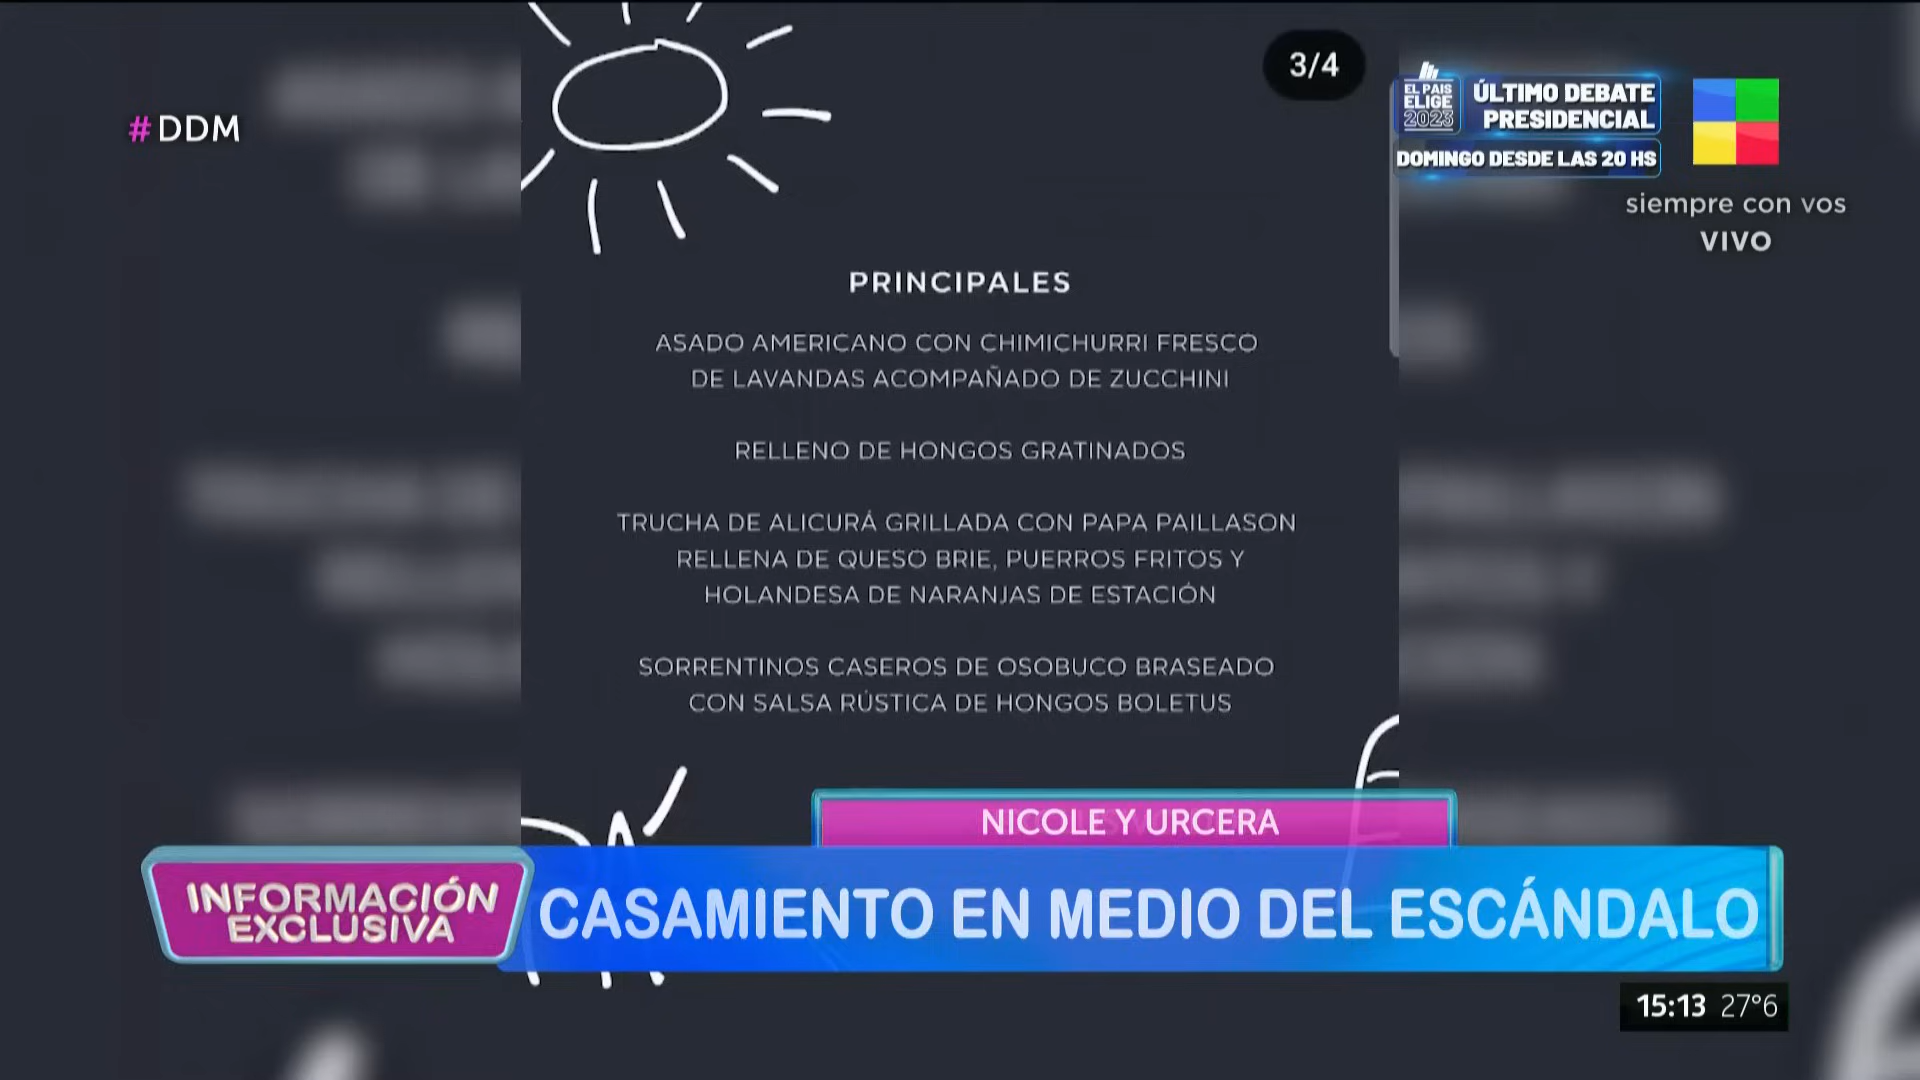 3/4
#DDM
EL PAIS
ELIGE
2023
ÚLTIMO DEBATE
PRESIDENCIAL
DOMINGO DESDE LAS 20 HS
siempre con vos
VIVO
PRINCIPALES
ASADO AMERICANO CON CHIMICHURRI FRESCO
DE LAVANDAS ACOMPAÑADO DE ZUCCHINI
RELLENO DE HONGOS GRATINADOS
TRUCHA DE ALICURÁ GRILLADA CON PAPA PAILLASON
RELLENA DE QUESO BRIE, PUERROS FRITOS Y
HOLANDESA DE NARANJAS DE ESTACIÓN
SORRENTINOS CASEROS DE OSOBUCO BRASEADO
CON SALSA RÚSTICA DE HONGOS BOLETUS
NICOLE Y URCERA
INFORMACIÓN
EXCLUSIVA
CASAMIENTO EN MEDIO DEL ESCÁNDALO
15:13 27°6